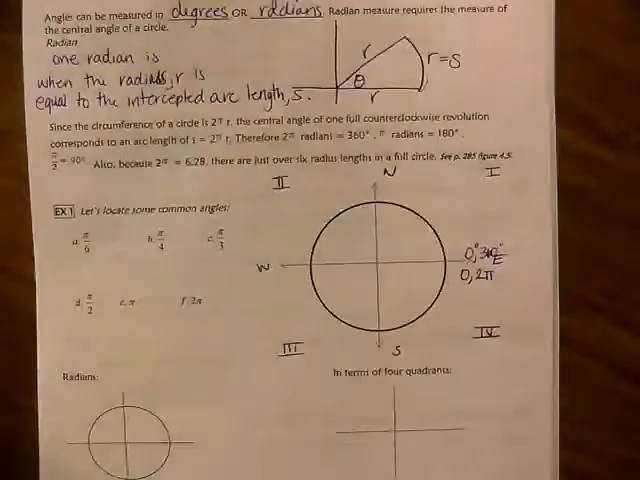 Angles can be measured in degrees OR radians. Radian measure requires the measure of
the central angle of a circle.
Radian
one radian is
when the radius, r is
equal to the intercepted arc length, s.
r
θ
r
r=s
Since the circumference of a circle is 2π r, the central angle of one full counterclockwise revolution
corresponds to an arc length of s = 2π r. Therefore 2π radians = 360°, π radians = 180°,
π/2 = 90° Also, because 2π = 6.28, there are just over six radius lengths in a full circle. See p. 285 figure 4.5.
II
N
I
EX 1 Let's locate some common angles:
a. π/6 b. π/4 c. π/3
W
0°, 360°
E
0, 2π
d. π/2 e. π f. 2π
III
S
IV
Radians:
In terms of four quadrants: